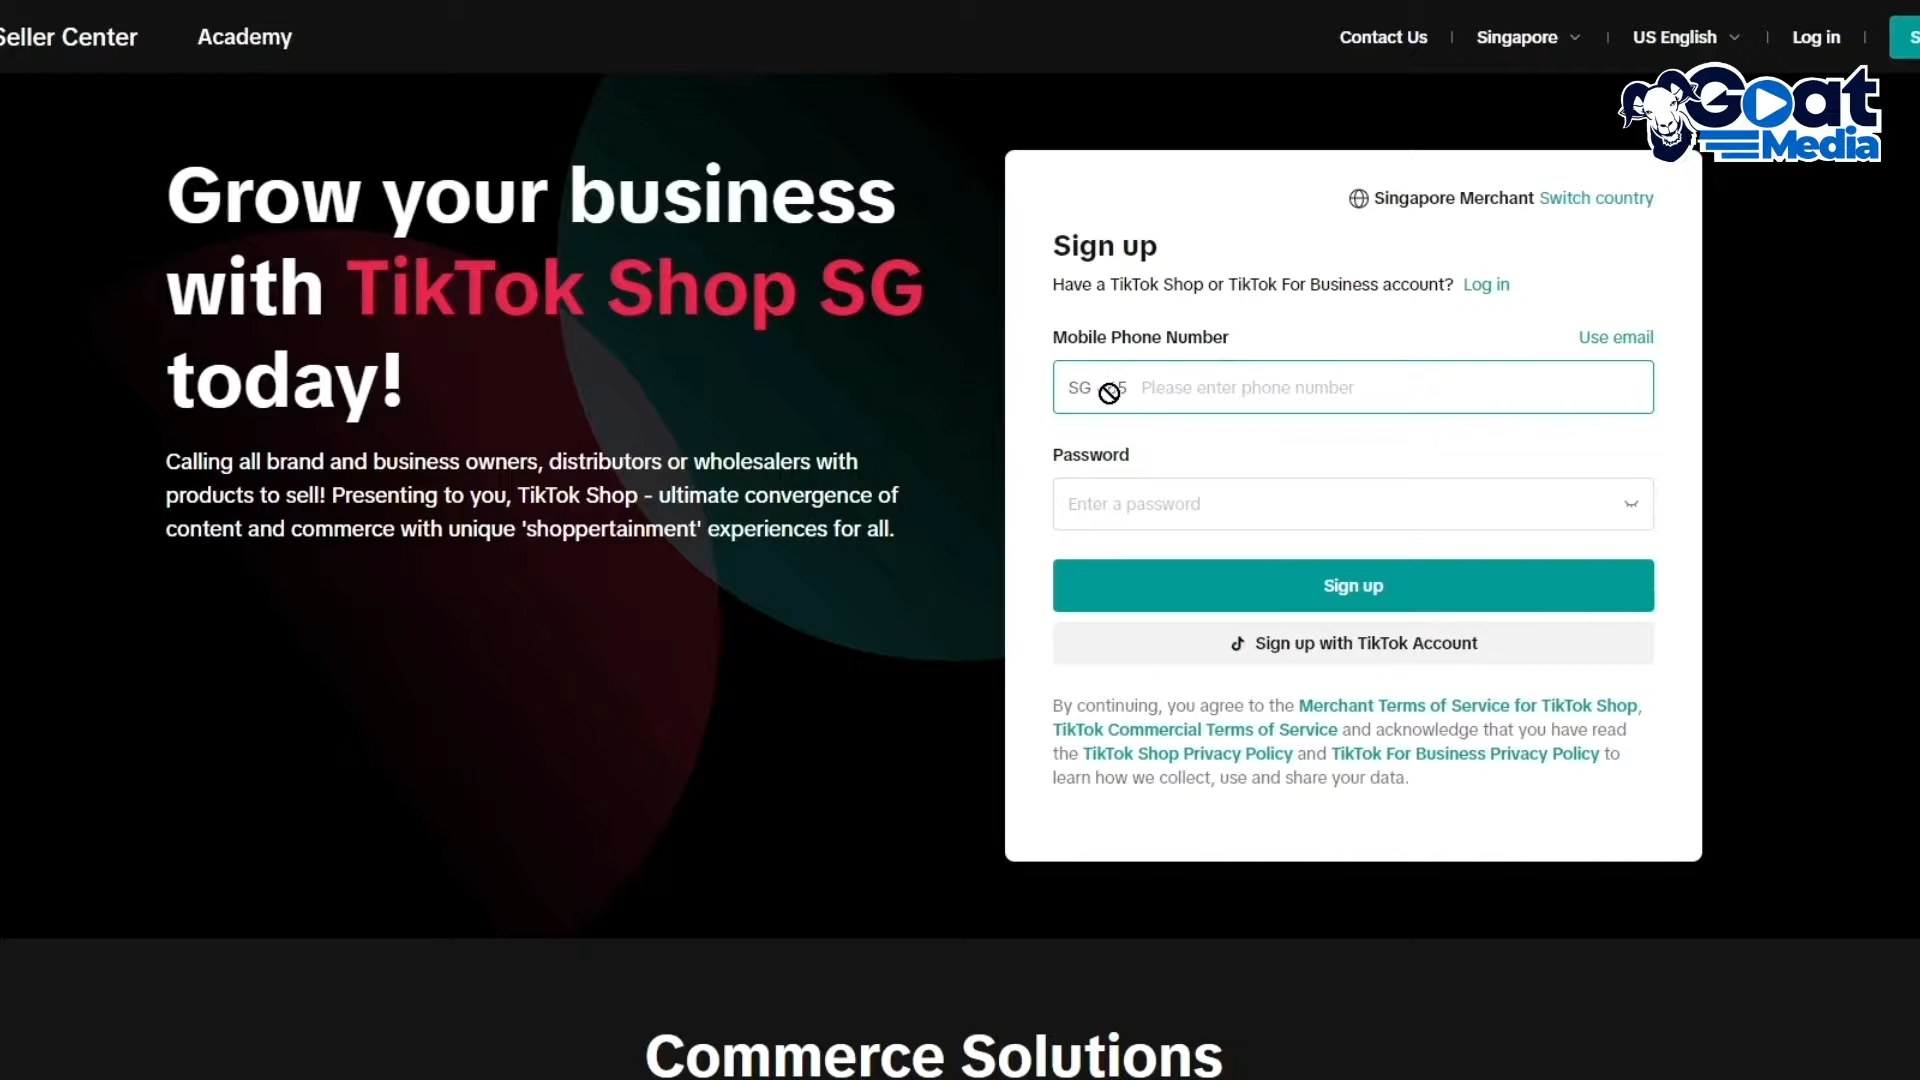 Seller Center
Academy
Contact Us
Singapore
US English
Log in
S
Goat
Media
Grow your business
with TikTok Shop SG
today!
Calling all brand and business owners, distributors or wholesalers with
products to sell! Presenting to you, TikTok Shop - ultimate convergence of
content and commerce with unique 'shoppertainment' experiences for all.
Singapore Merchant Switch country
Sign up
Have a TikTok Shop or TikTok For Business account? Log in
Mobile Phone Number
Use email
SG
Please enter phone number
Password
Enter a password
Sign up
Sign up with TikTok Account
By continuing, you agree to the Merchant Terms of Service for TikTok Shop,
TikTok Commercial Terms of Service and acknowledge that you have read
the TikTok Shop Privacy Policy and TikTok For Business Privacy Policy to
learn how we collect, use and share your data.
Commerce Solutions